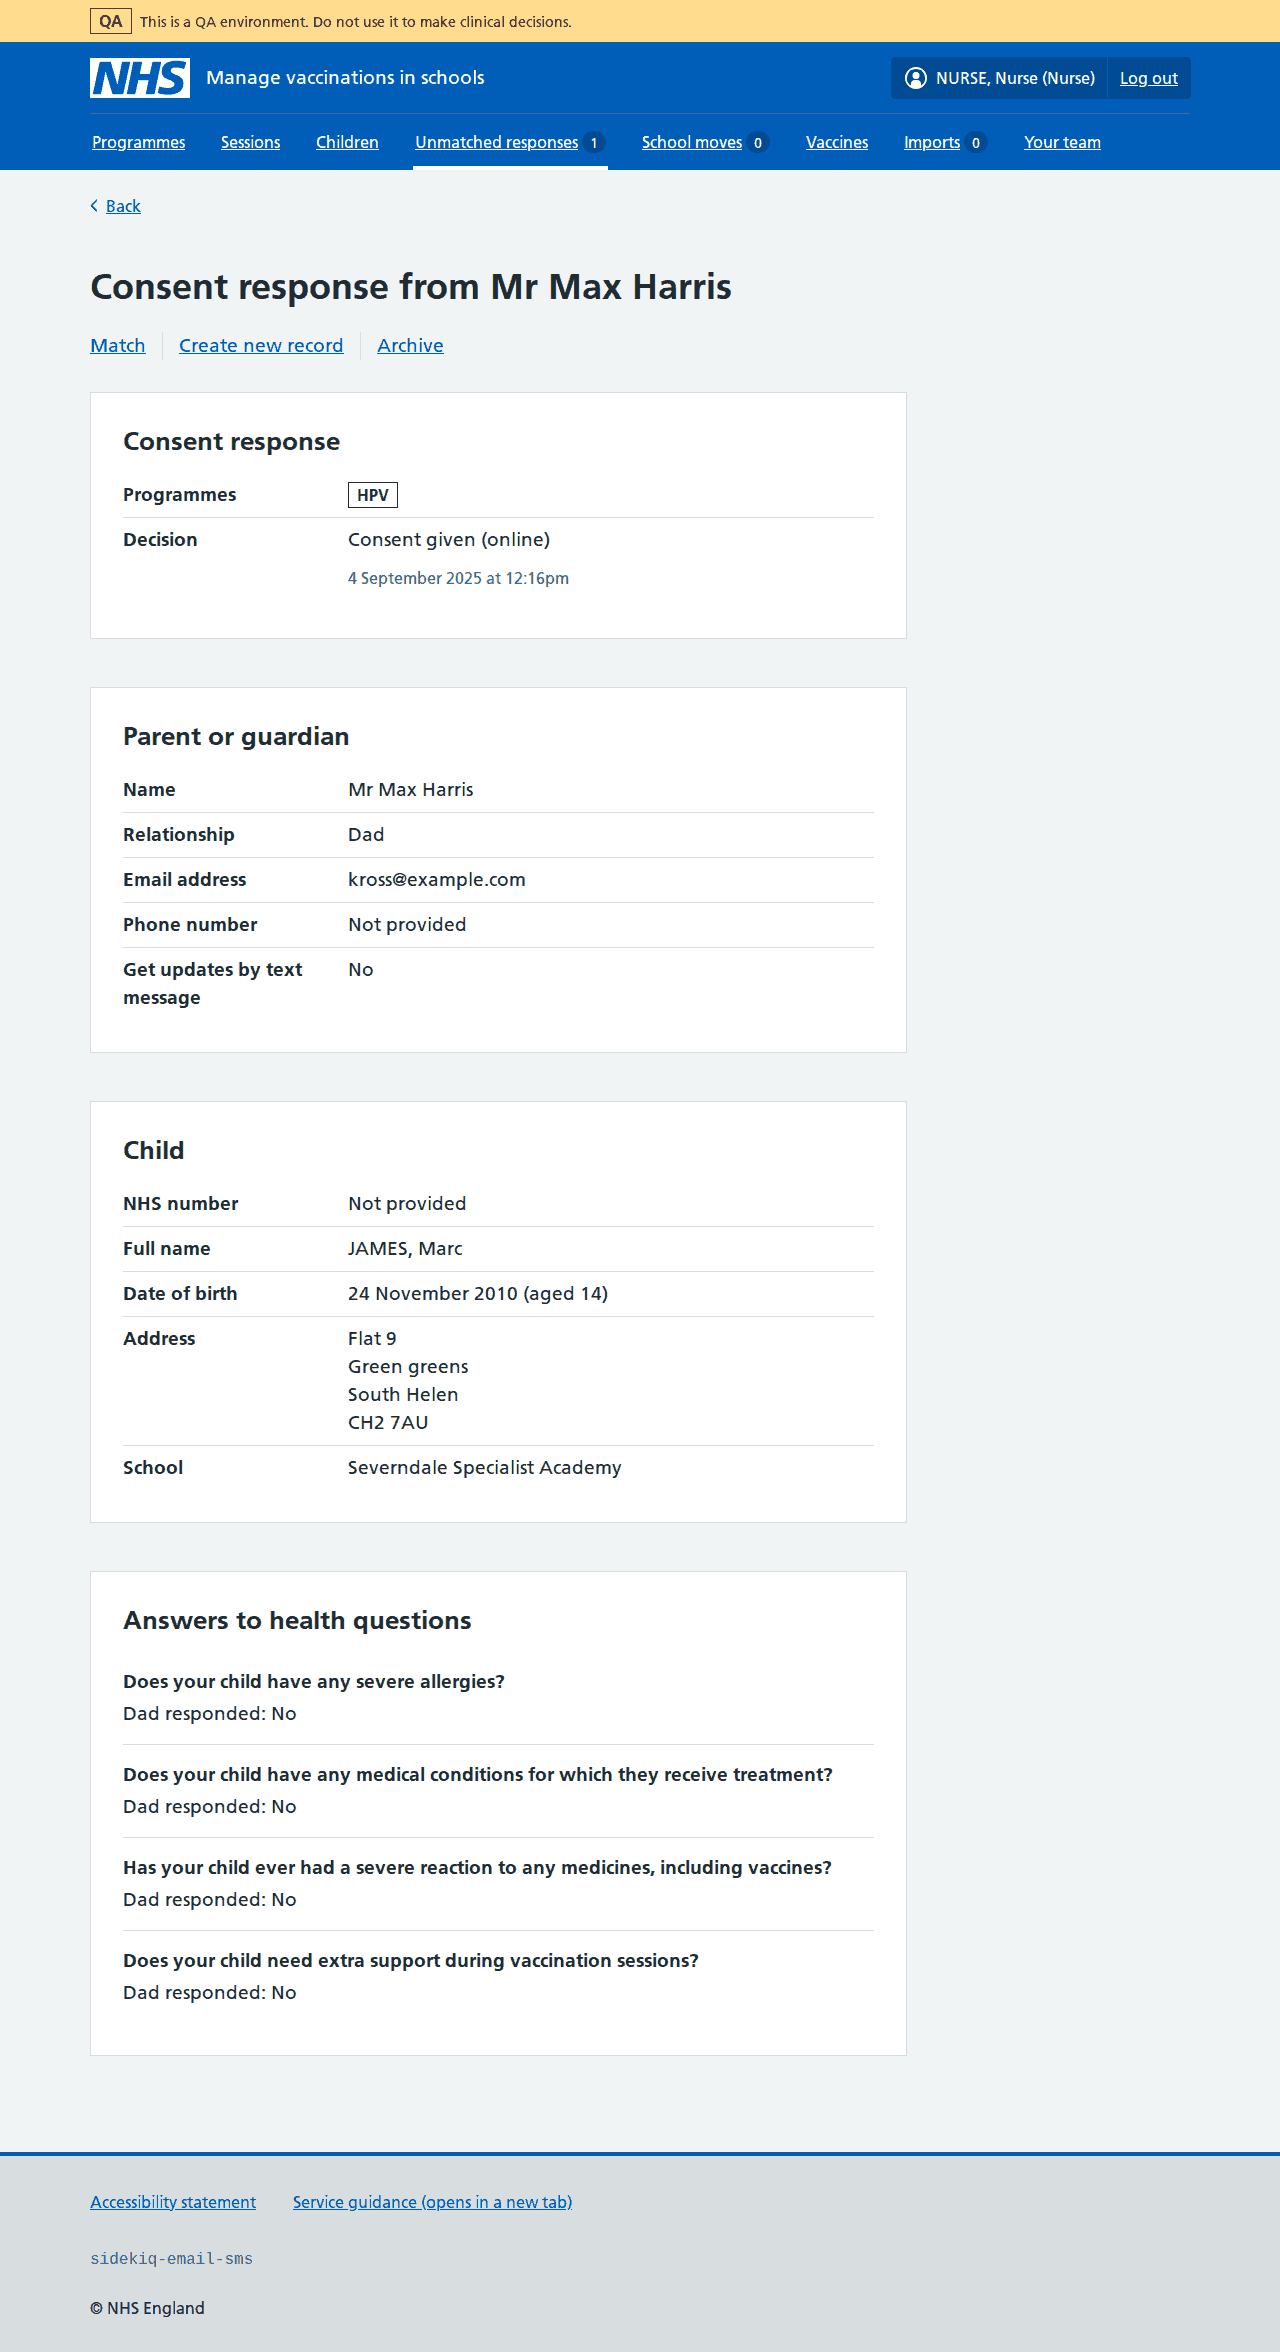 QA This is a QA environment. Do not use it to make clinical decisions.
NHS Manage vaccinations in schools NURSE, Nurse (Nurse) Log out
Programmes Sessions Children Unmatched responses 1 School moves 0 Vaccines Imports 0 Your team
Back
Consent response from Mr Max Harris
Match Create new record Archive
Consent response
Programmes HPV
Decision Consent given (online)
4 September 2025 at 12:16pm
Parent or guardian
Name Mr Max Harris
Relationship Dad
Email address kross@example.com
Phone number Not provided
Get updates by text No
message
Child
NHS number Not provided
Full name JAMES, Marc
Date of birth 24 November 2010 (aged 14)
Address Flat 9
Green greens
South Helen
CH2 7AU
School Severndale Specialist Academy
Answers to health questions
Does your child have any severe allergies?
Dad responded: No
Does your child have any medical conditions for which they receive treatment?
Dad responded: No
Has your child ever had a severe reaction to any medicines, including vaccines?
Dad responded: No
Does your child need extra support during vaccination sessions?
Dad responded: No
Accessibility statement Service guidance (opens in a new tab)
sidekiq-email-sms
© NHS England